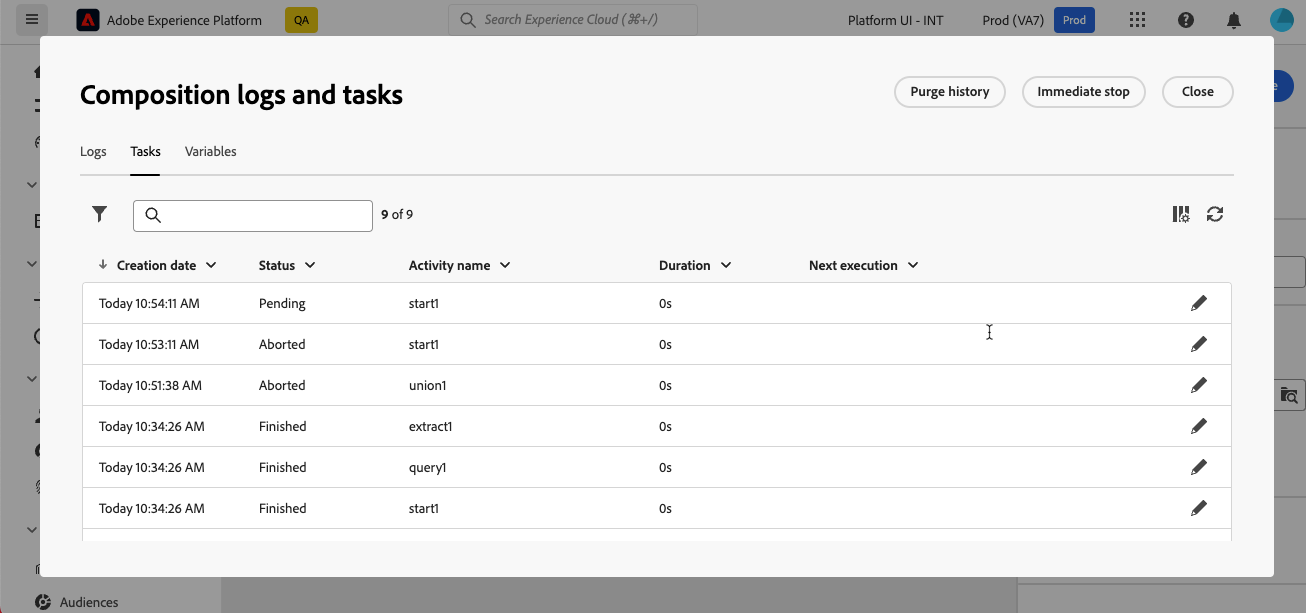 Adobe Experience Platform QA Search Experience Cloud (⌘+/) Platform UI - INT Prod (VA7) Prod
Composition logs and tasks Purge history Immediate stop Close
Logs Tasks Variables
9 of 9
Creation date Status Activity name Duration Next execution
Today 10:54:11 AM Pending start1 0s
Today 10:53:11 AM Aborted start1 0s
Today 10:51:38 AM Aborted union1 0s
Today 10:34:26 AM Finished extract1 0s
Today 10:34:26 AM Finished query1 0s
Today 10:34:26 AM Finished start1 0s
Audiences